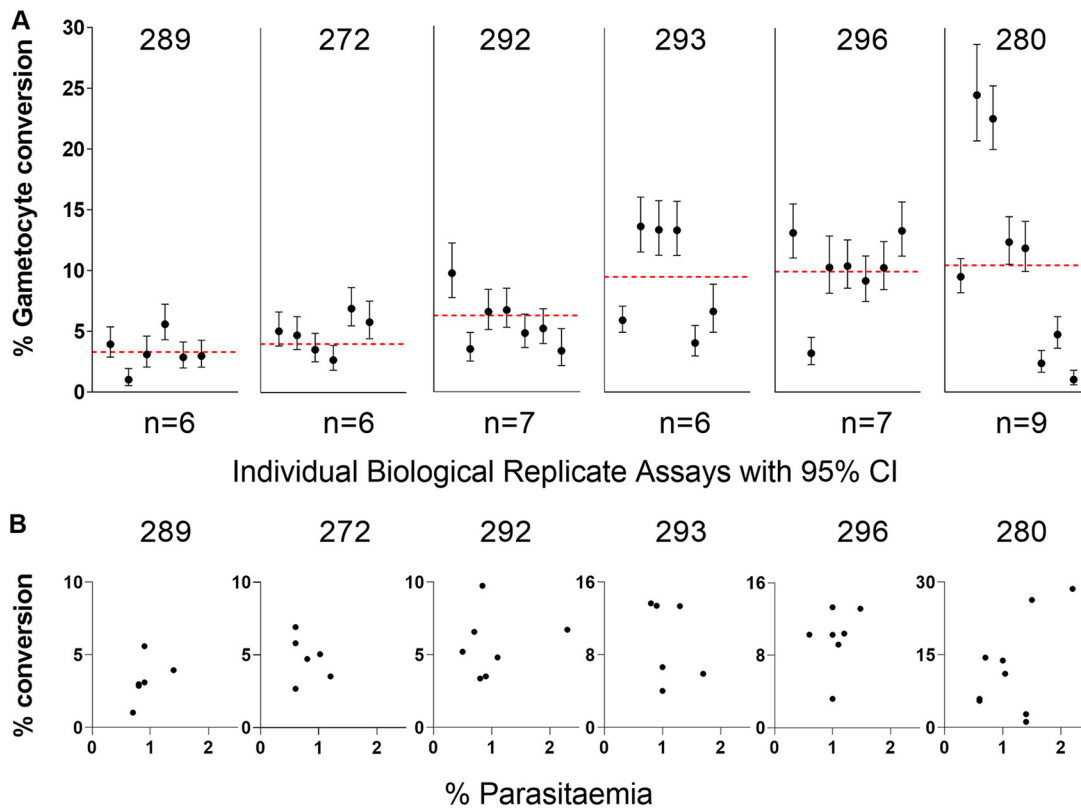 A
289 272 292 293 296 280
% Gametocyte conversion
30
25
20
15
10
5
0
n=6 n=6 n=7 n=6 n=7 n=9
Individual Biological Replicate Assays with 95% CI
B
289 272 292 293 296 280
% conversion
10 10 10 16 16 30
5 5 5 8 8 15
0 0 0 0 0 0
0 1 2 0 1 2 0 1 2 0 1 2 0 1 2 0 1 2
% Parasitaemia